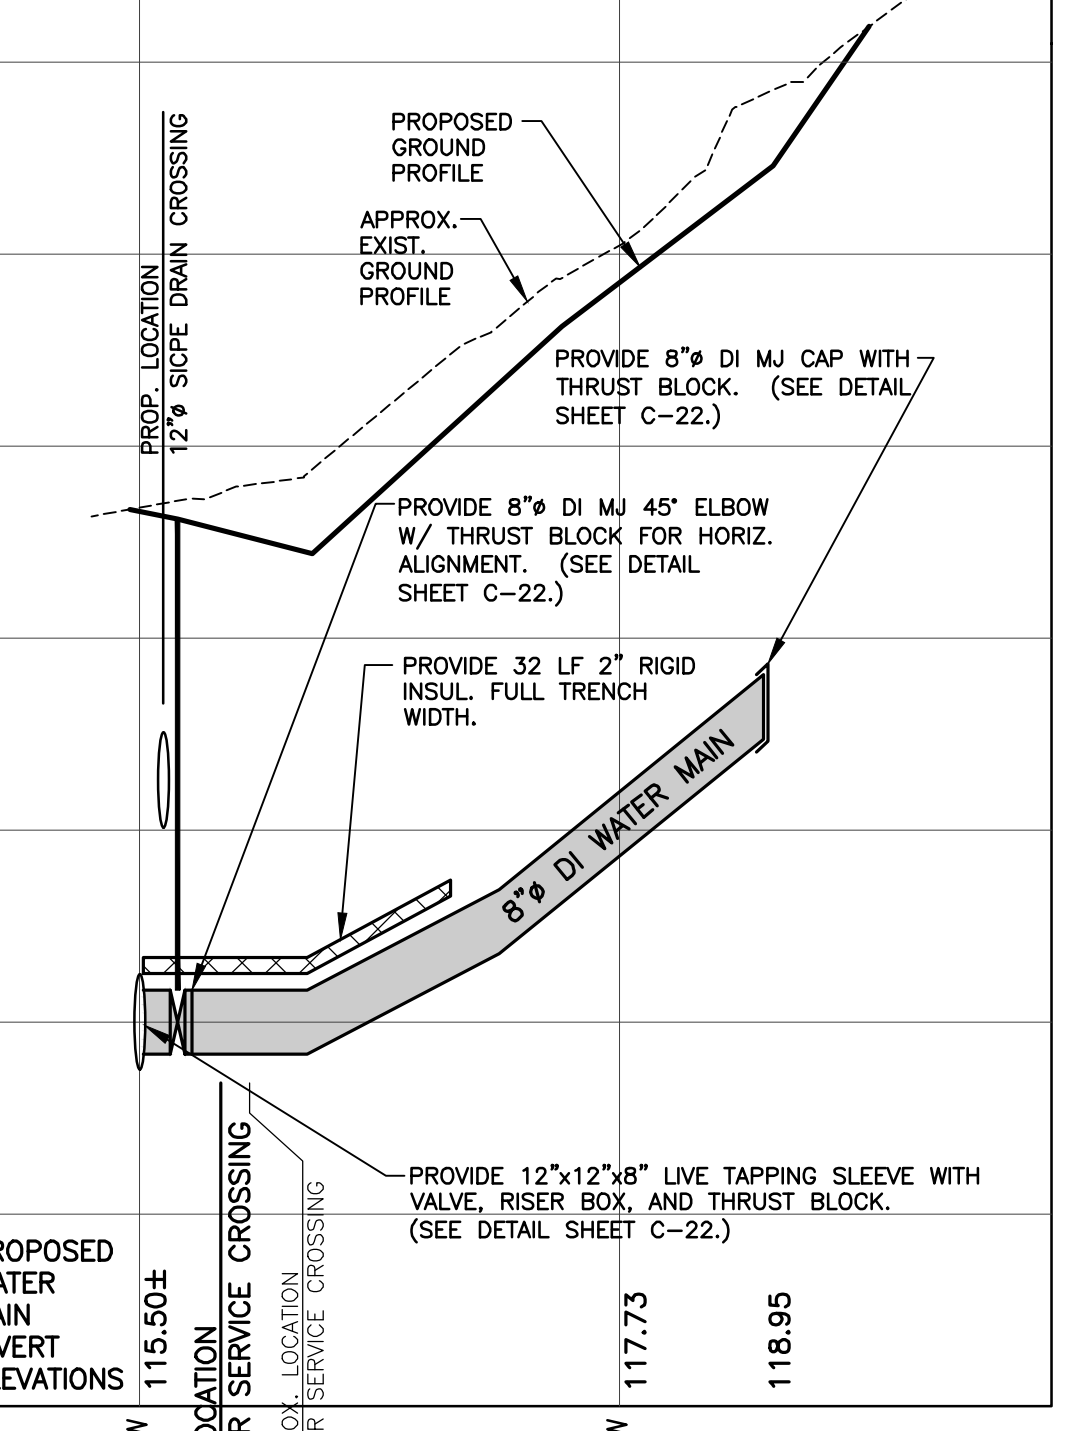 PROP. LOCATION
12"ø SICPE DRAIN CROSSING
PROPOSED
GROUND
PROFILE
APPROX.
EXIST.
GROUND
PROFILE
PROVIDE 8"ø DI MJ CAP WITH
THRUST BLOCK. (SEE DETAIL
SHEET C-22.)
PROVIDE 8"ø DI MJ 45° ELBOW
W/ THRUST BLOCK FOR HORIZ.
ALIGNMENT. (SEE DETAIL
SHEET C-22.)
PROVIDE 32 LF 2" RIGID
INSUL. FULL TRENCH
WIDTH.
8"ø DI WATER MAIN
PROVIDE 12"x12"x8" LIVE TAPPING SLEEVE WITH
VALVE, RISER BOX, AND THRUST BLOCK.
(SEE DETAIL SHEET C-22.)
ROPOSED
ATER
AIN
VERT
LEVATIONS
115.50±
OCATION
R SERVICE CROSSING
OX. LOCATION
R SERVICE CROSSING
117.73
118.95